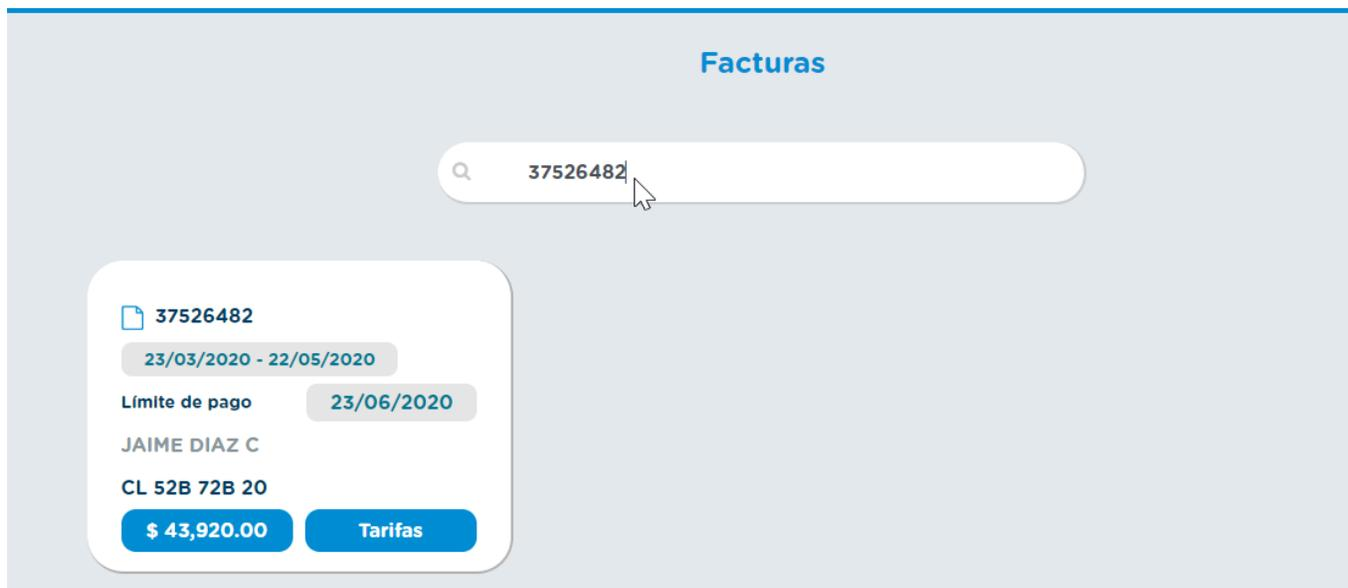 Facturas
37526482
37526482
23/03/2020 - 22/05/2020
Límite de pago 23/06/2020
JAIME DIAZ C
CL 52B 72B 20
$ 43,920.00 Tarifas